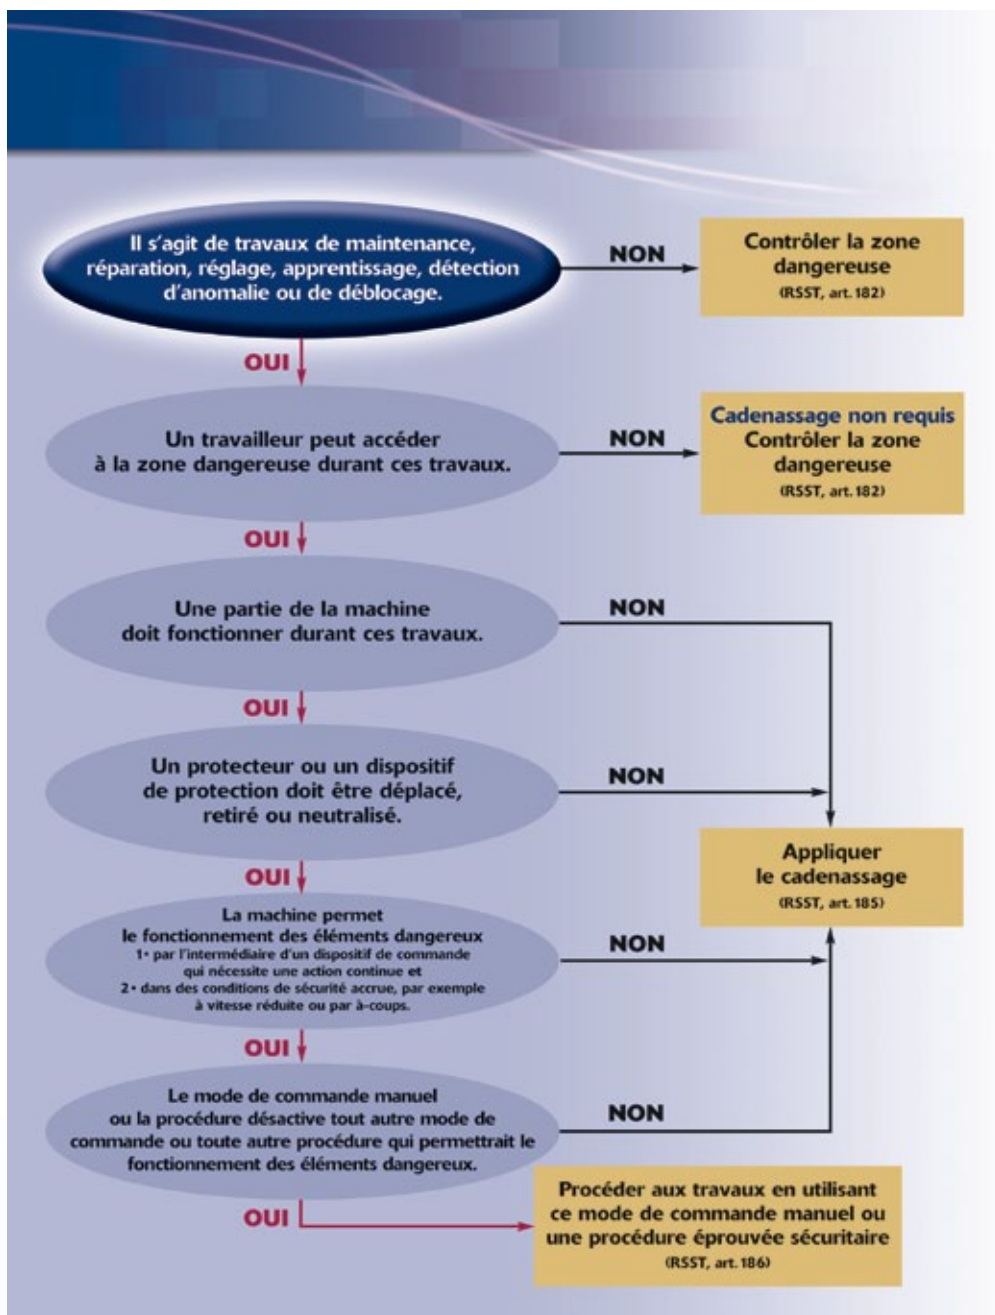 Il s'agit de travaux de maintenance,
réparation, réglage, apprentissage, détection
d'anomalie ou de déblocage.
NON
Contrôler la zone
dangereuse
(RSST, art. 182)
OUI
Un travailleur peut accéder
à la zone dangereuse durant ces travaux.
NON
Cadenassage non requis
Contrôler la zone
dangereuse
(RSST, art. 182)
OUI
Une partie de la machine
doit fonctionner durant ces travaux.
NON
OUI
Un protecteur ou un dispositif
de protection doit être déplacé,
retiré ou neutralisé.
NON
Appliquer
le cadenassage
(RSST, art. 185)
OUI
La machine permet
le fonctionnement des éléments dangereux
1• par l'intermédiaire d'un dispositif de commande
qui nécessite une action continue et
2• dans des conditions de sécurité accrue, par exemple
à vitesse réduite ou par à-coups.
NON
OUI
Le mode de commande manuel
ou la procédure désactive tout autre mode de
commande ou toute autre procédure qui permettrait le
fonctionnement des éléments dangereux.
NON
OUI
Procéder aux travaux en utilisant
ce mode de commande manuel ou
une procédure éprouvée sécuritaire
(RSST, art. 186)